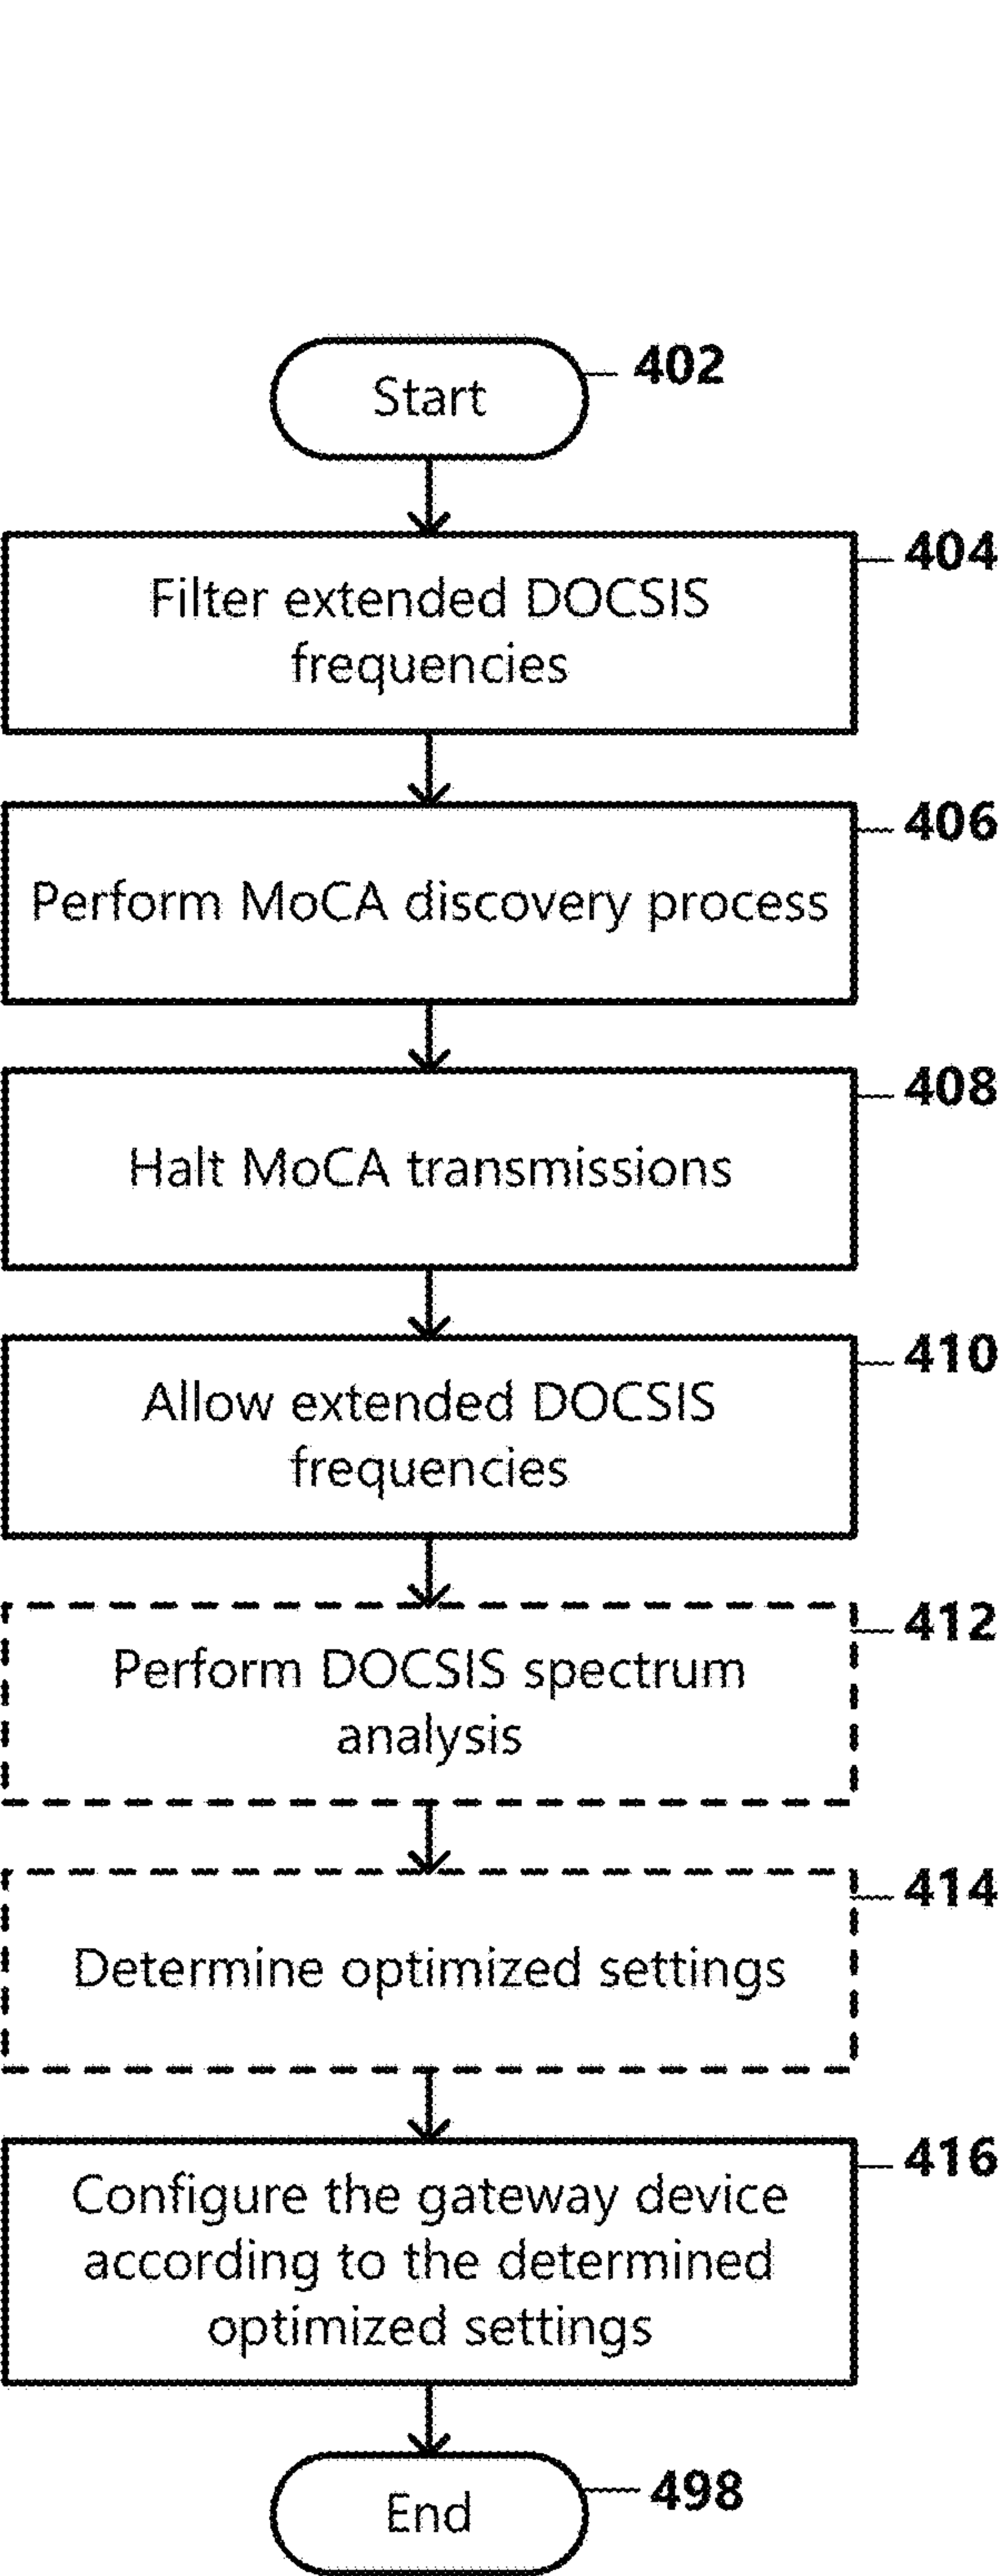 Start
402
Filter extended DOCSIS
frequencies
404
Perform MoCA discovery process
406
Halt MoCA transmissions
408
Allow extended DOCSIS
frequencies
410
Perform DOCSIS spectrum
analysis
412
Determine optimized settings
414
Configure the gateway device
according to the determined
optimized settings
416
End
498